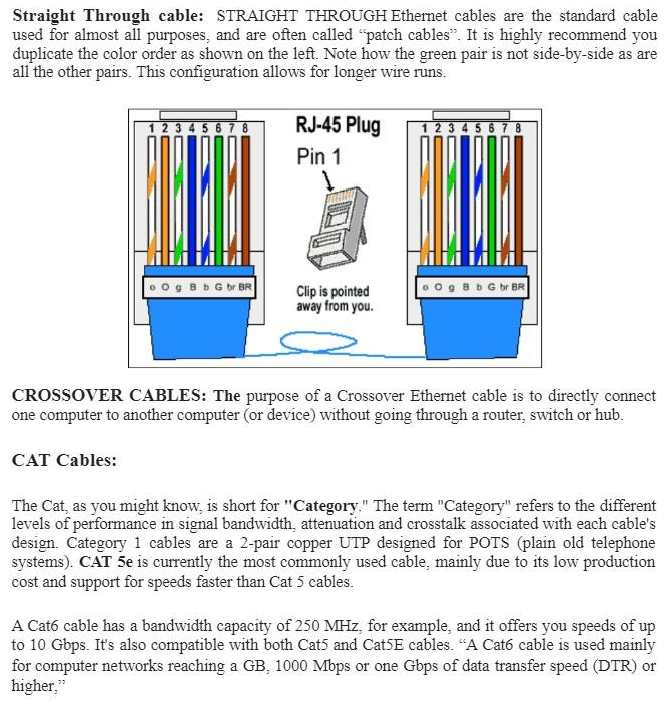 Straight Through cable: STRAIGHT THROUGH Ethernet cables are the standard cable
used for almost all purposes, and are often called “patch cables”. It is highly recommend you
duplicate the color order as shown on the left. Note how the green pair is not side-by-side as are
all the other pairs. This configuration allows for longer wire runs.
1 2 3 4 5 6 7 8
RJ-45 Plug
1 2 3 4 5 6 7 8
Pin 1
o O g B b G br BR
Clip is pointed
away from you.
o O g B b G br BR
CROSSOVER CABLES: The purpose of a Crossover Ethernet cable is to directly connect
one computer to another computer (or device) without going through a router, switch or hub.
CAT Cables:
The Cat, as you might know, is short for "Category." The term "Category" refers to the different
levels of performance in signal bandwidth, attenuation and crosstalk associated with each cable's
design. Category 1 cables are a 2-pair copper UTP designed for POTS (plain old telephone
systems). CAT 5e is currently the most commonly used cable, mainly due to its low production
cost and support for speeds faster than Cat 5 cables.
A Cat6 cable has a bandwidth capacity of 250 MHz, for example, and it offers you speeds of up
to 10 Gbps. It's also compatible with both Cat5 and Cat5E cables. “A Cat6 cable is used mainly
for computer networks reaching a GB, 1000 Mbps or one Gbps of data transfer speed (DTR) or
higher,”